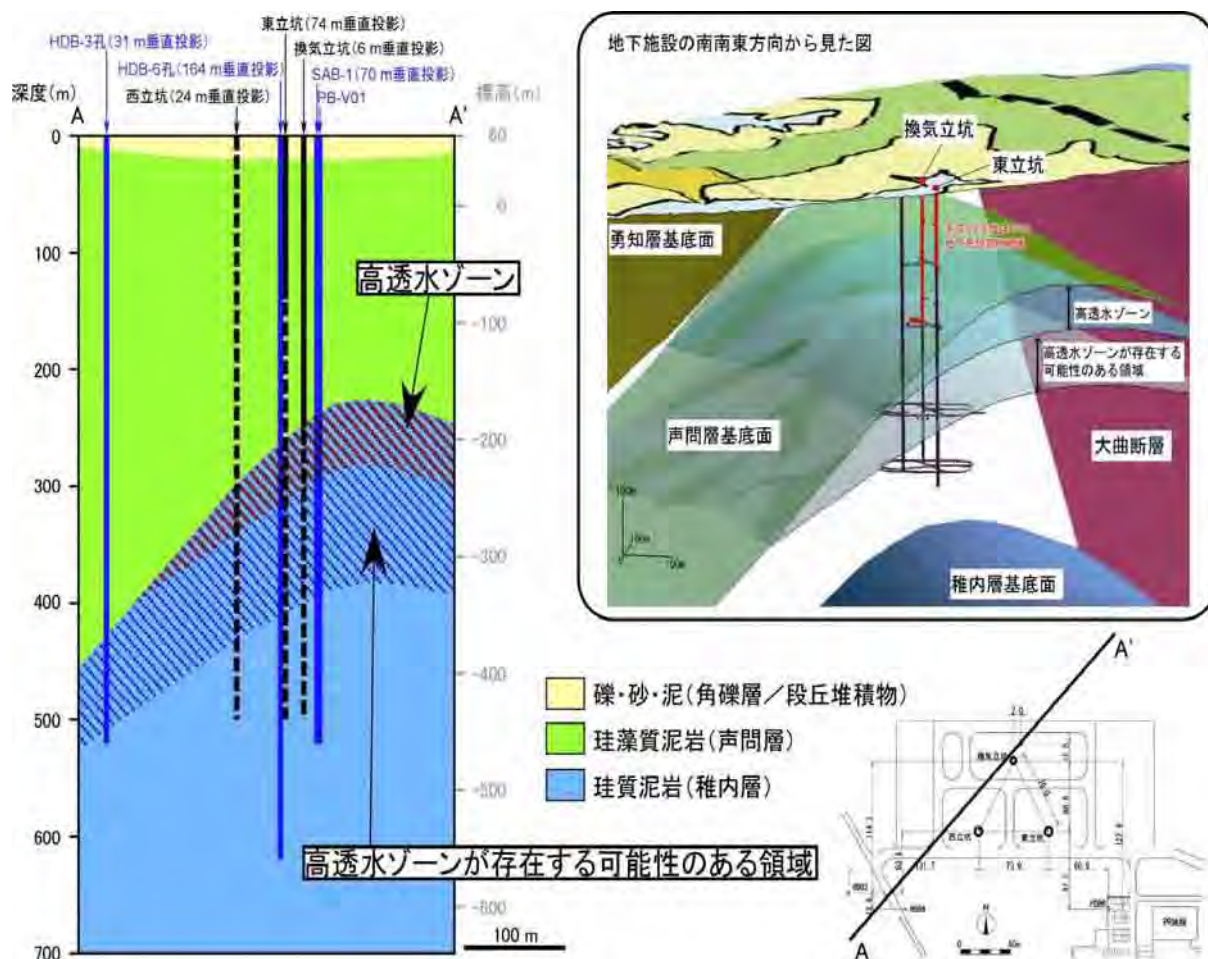 東立坑(74 m垂直投影)
HDB-3孔(31 m垂直投影)
換気立坑(6 m垂直投影)
HDB-6孔(164 m垂直投影)
SAB-1(70 m垂直投影)
西立坑(24 m垂直投影)
PB-V01
深度(m)
標高(m)
A
A'
0
100
200
300
400
500
600
700
60
0
-100
-200
-300
-400
-500
-600
高透水ゾーン
高透水ゾーンが存在する可能性のある領域
100 m
地下施設の南南東方向から見た図
換気立坑
東立坑
勇知層基底面
高透水ゾーン
高透水ゾーンが存在する
可能性のある領域
声問層基底面
大曲断層
稚内層基底面
100m
100m
礫・砂・泥(角礫層／段丘堆積物)
珪藻質泥岩(声問層)
珪質泥岩(稚内層)
A'
換気立坑
西立坑
東立坑
N
A